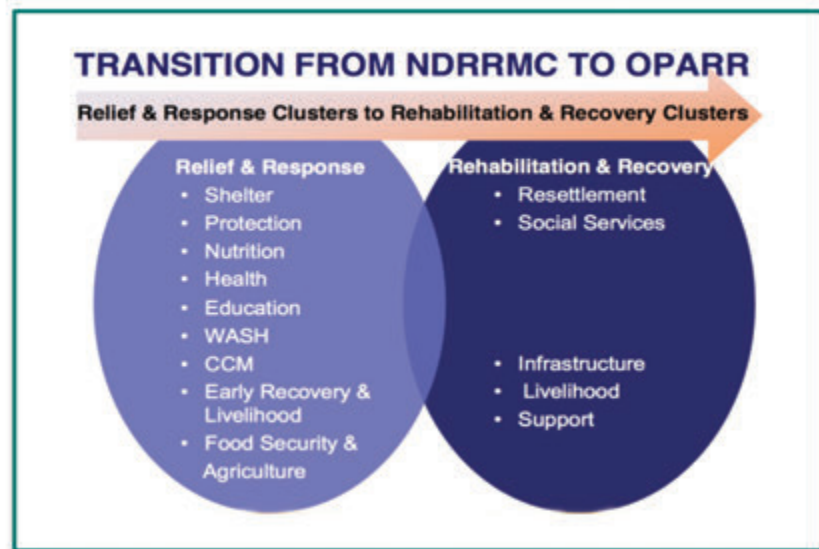 TRANSITION FROM NDRRMC TO OPARR
Relief & Response Clusters to Rehabilitation & Recovery Clusters
Relief & Response
• Shelter
• Protection
• Nutrition
• Health
• Education
• WASH
• CCM
• Early Recovery &
Livelihood
• Food Security &
Agriculture
Rehabilitation & Recovery
• Resettlement
• Social Services
• Infrastructure
• Livelihood
• Support